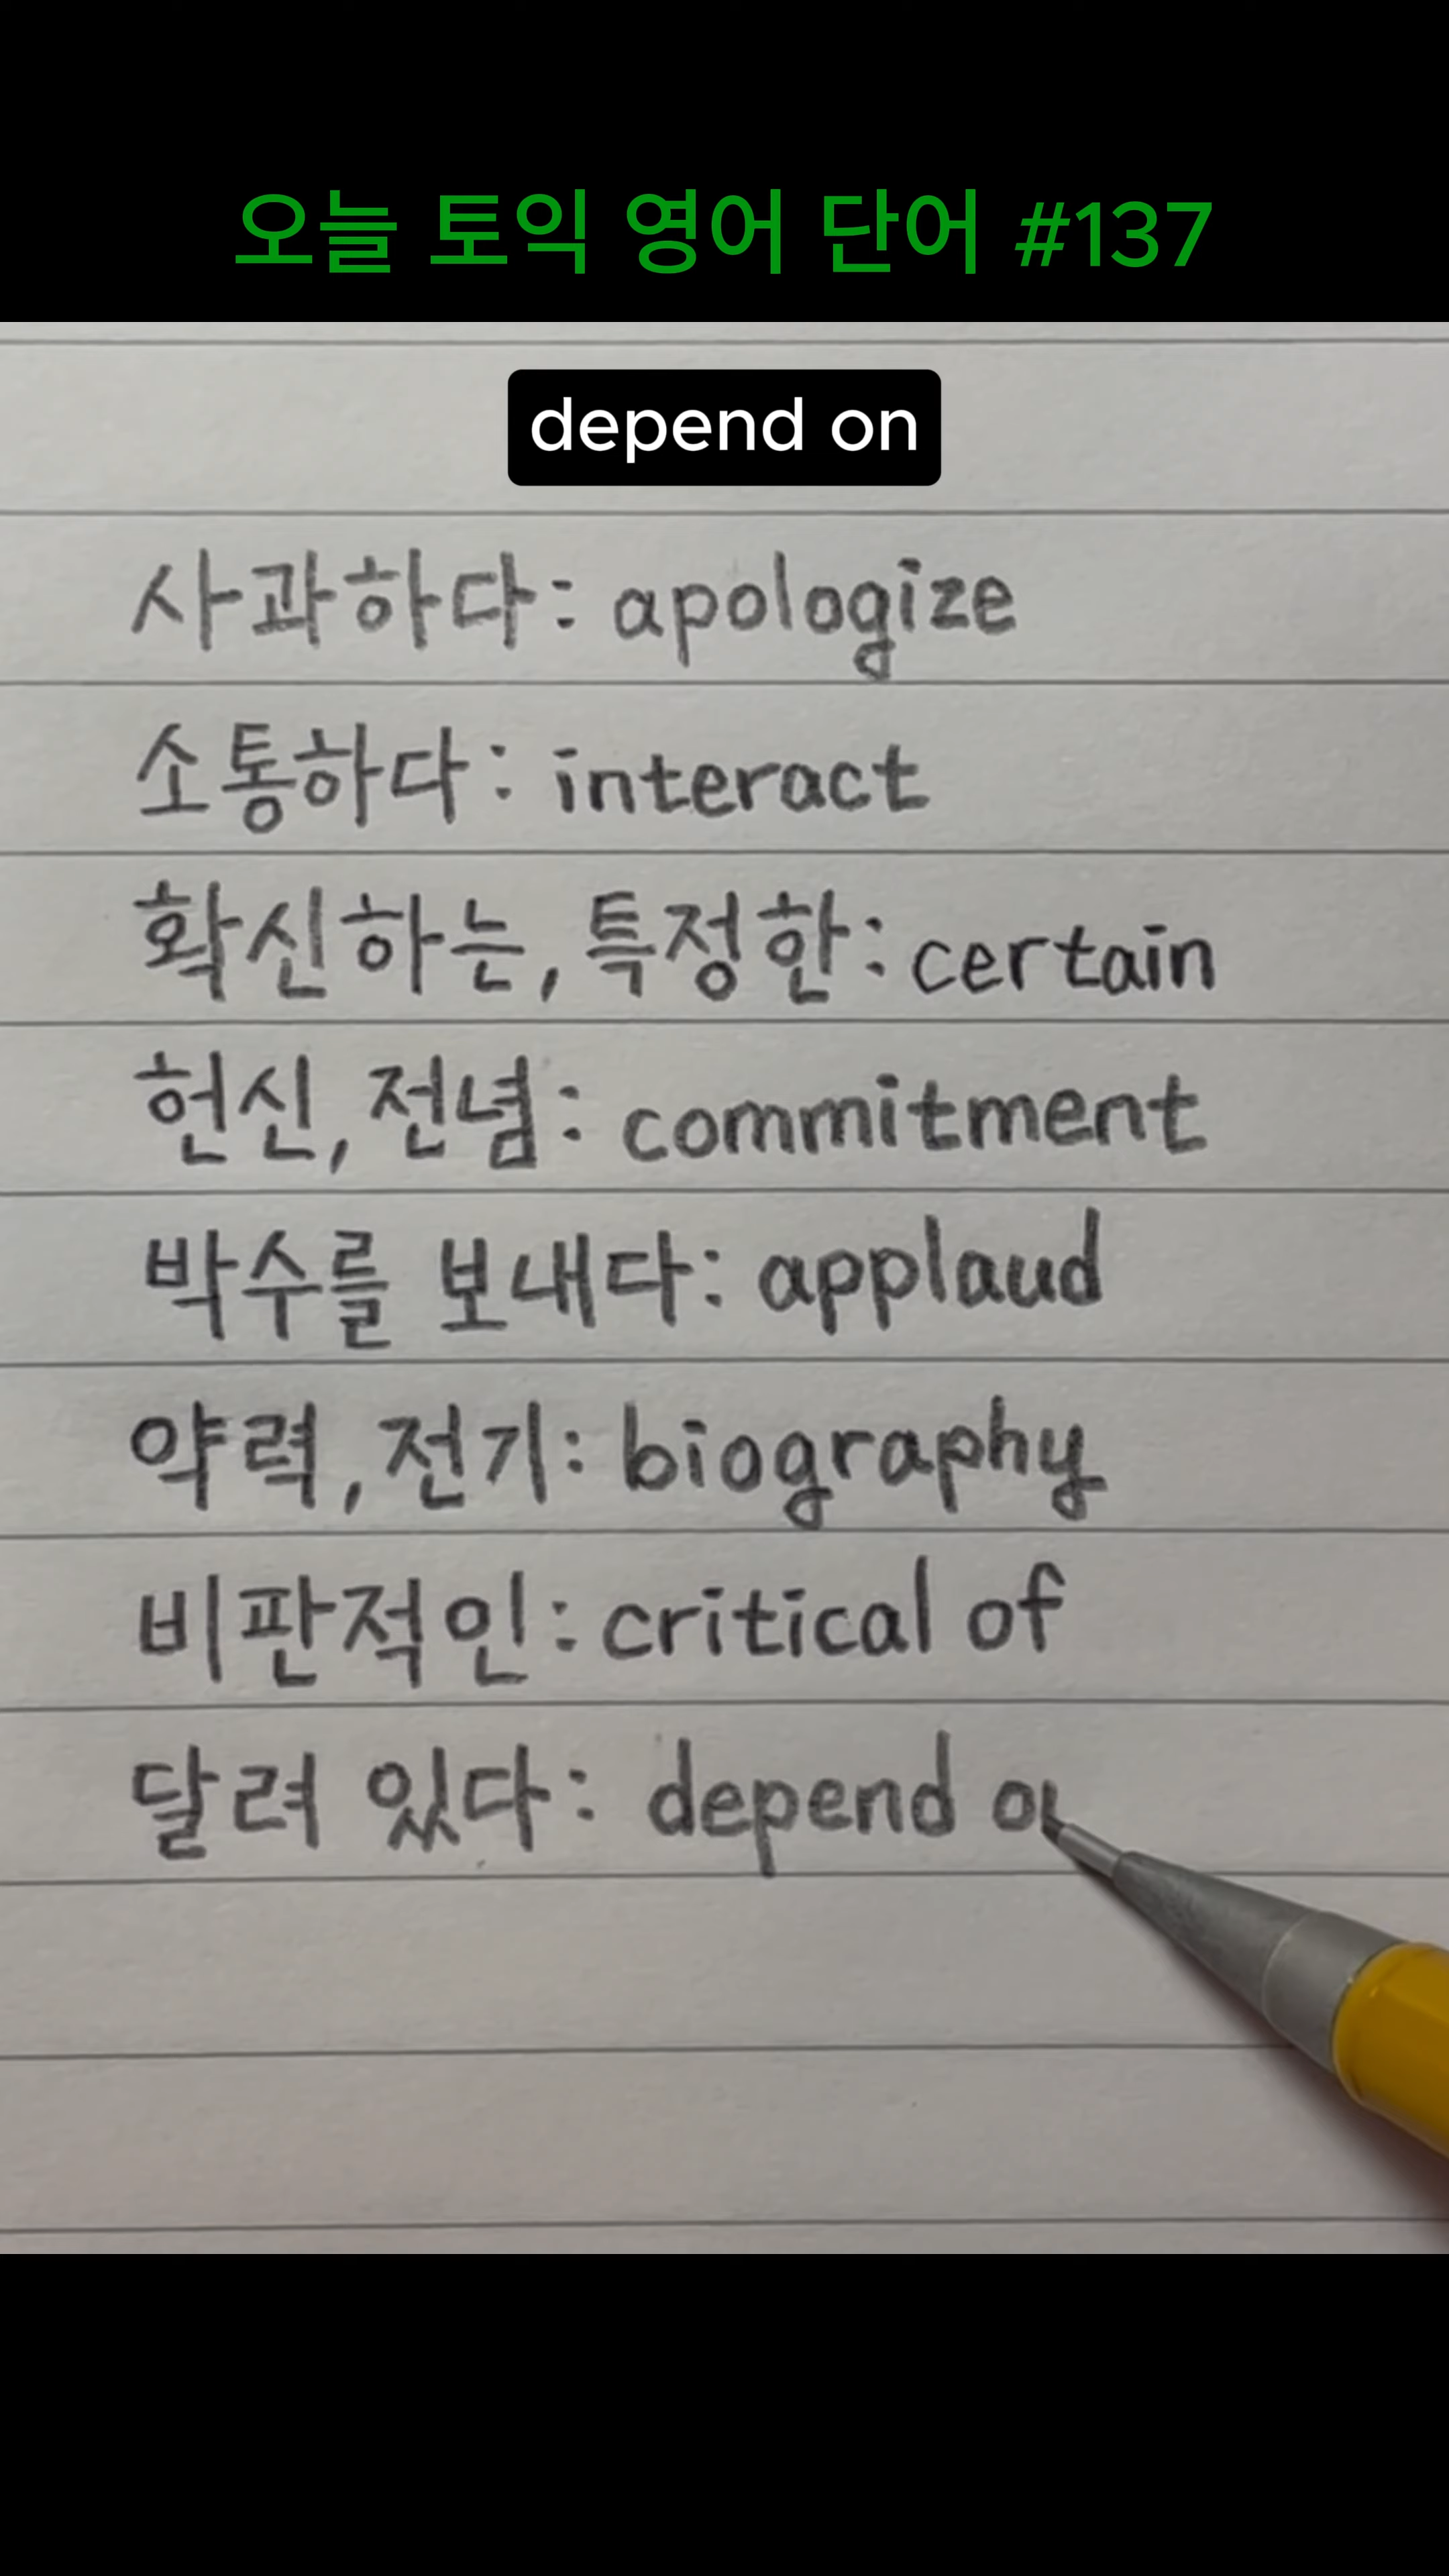 오늘 토익 영어 단어 #137
depend on
사과하다: apologize
소통하다: interact
확신하는, 특정한: certain
헌신, 전념: commitment
박수를 보내다: applaud
약력, 전기: biography
비판적인: critical of
달려 있다: depend on